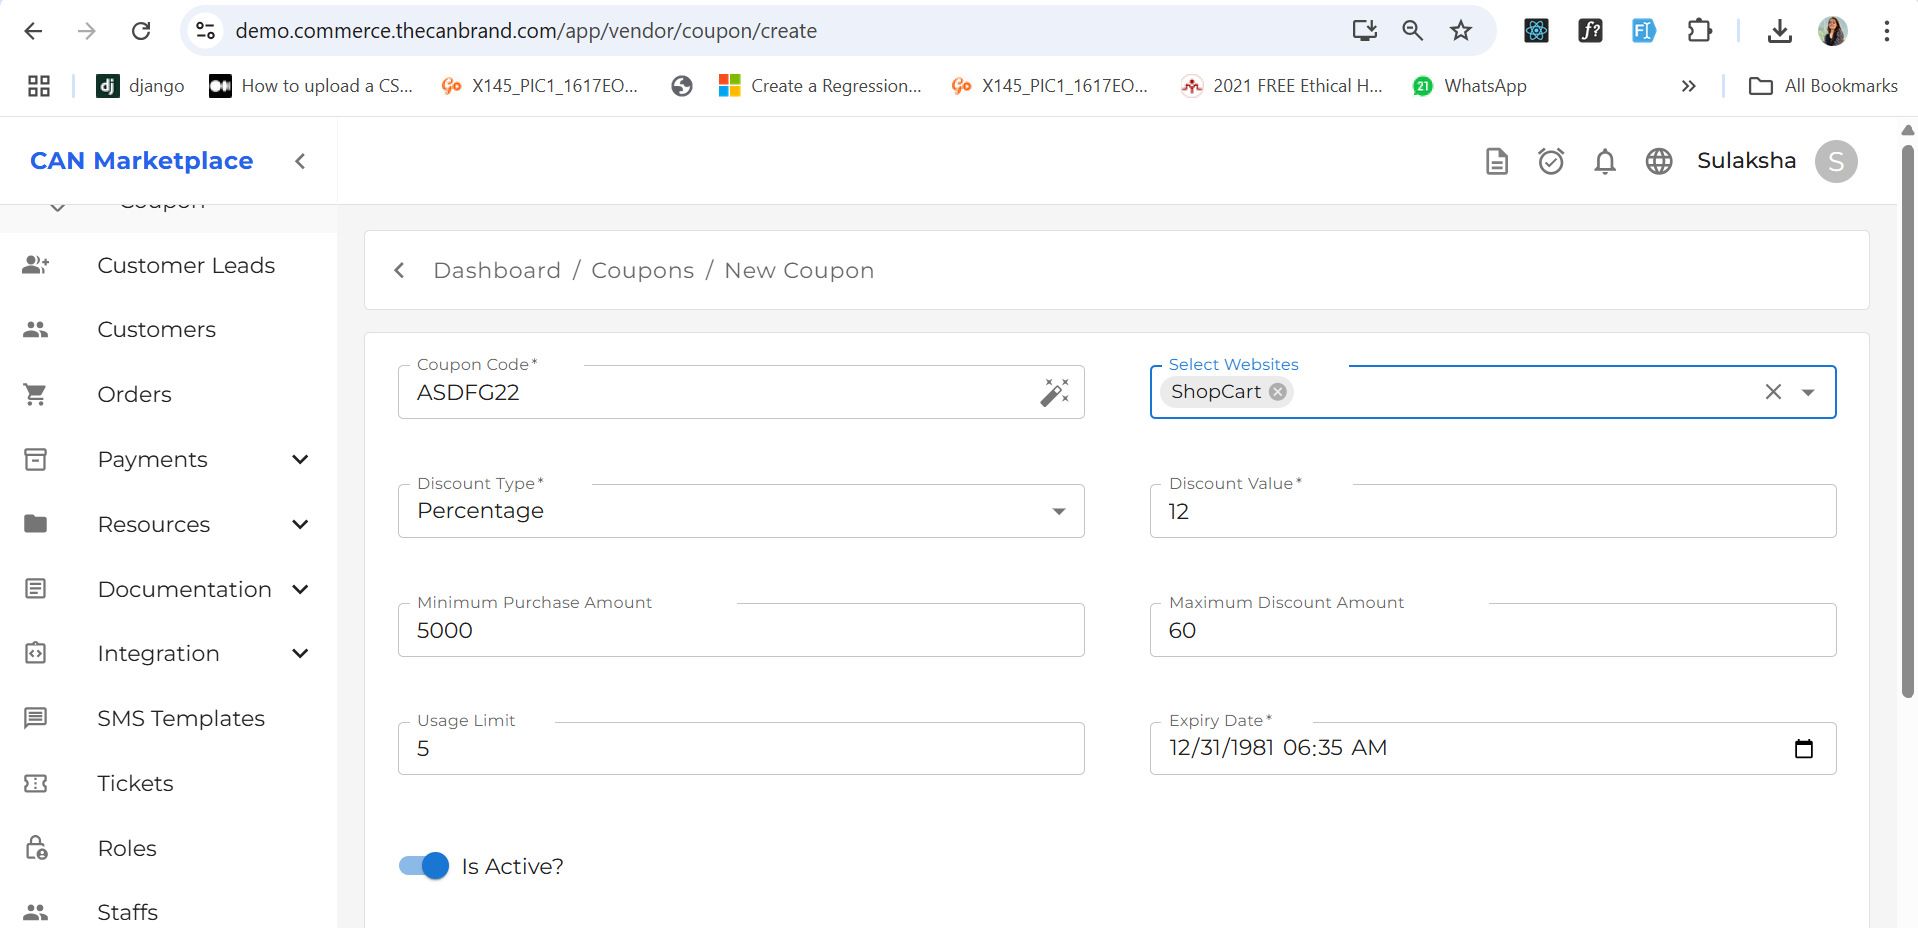 demo.commerce.thecanbrand.com/app/vendor/coupon/create
django
How to upload a CS...
X145_PIC1_1617EO...
Create a Regression...
X145_PIC1_1617EO...
2021 FREE Ethical H...
21
WhatsApp
All Bookmarks
CAN Marketplace
Sulaksha
S
Coupon
Customer Leads
Customers
Orders
Payments
Resources
Documentation
Integration
SMS Templates
Tickets
Roles
Staffs
Dashboard / Coupons / New Coupon
Coupon Code*
ASDFG22
Select Websites
ShopCart
Discount Type*
Percentage
Discount Value*
12
Minimum Purchase Amount
5000
Maximum Discount Amount
60
Usage Limit
5
Expiry Date*
12/31/1981 06:35 AM
Is Active?